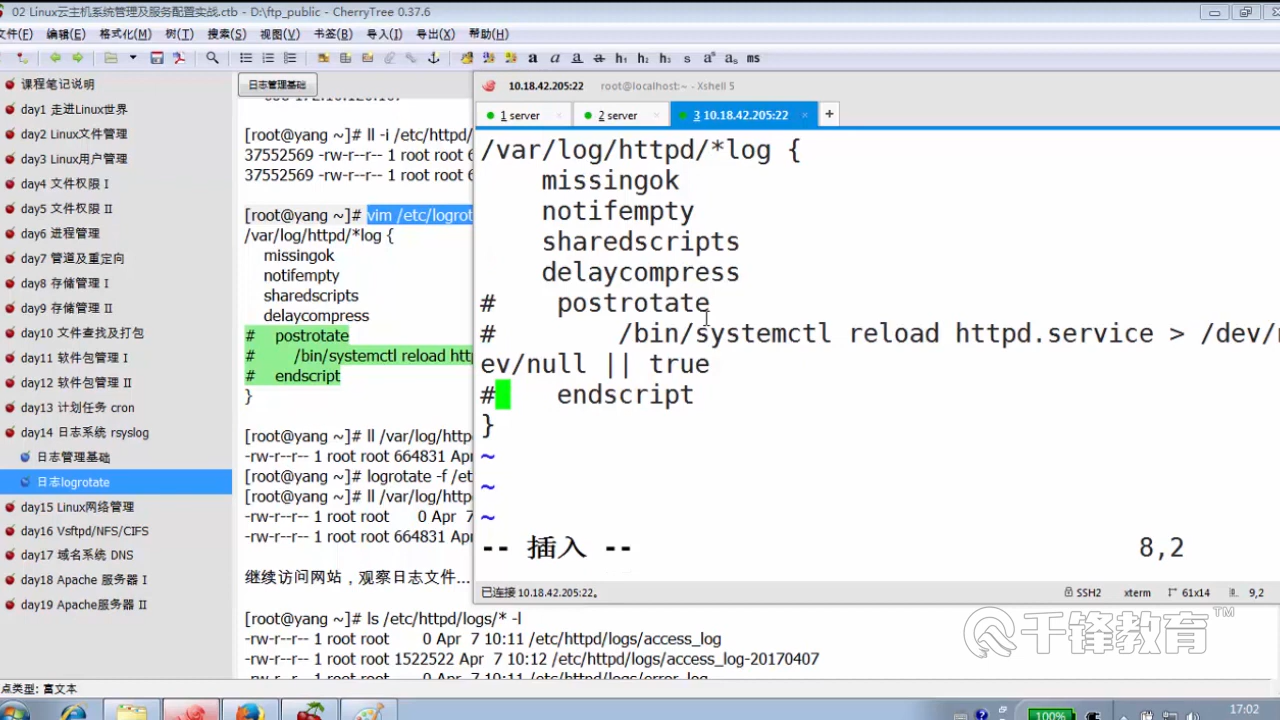 02 Linux云主机系统管理及服务配置实战.ctb - D:\ftp_public - CherryTree 0.37.6
文件(F) 编辑(E) 格式化(M) 树(T) 搜索(S) 视图(V) 书签(B) 导入(I) 导出(X) 帮助(H)
a a a a h₁ h₂ h₃ s aˢ aₛ ms
课程笔记说明
day1 走进Linux世界
day2 Linux文件管理
day3 Linux用户管理
day4 文件权限 I
day5 文件权限 II
day6 进程管理
day7 管道及重定向
day8 存储管理 I
day9 存储管理 II
day10 文件查找及打包
day11 软件包管理 I
day12 软件包管理 II
day13 计划任务 cron
day14 日志系统 rsyslog
日志管理基础
日志logrotate
day15 Linux网络管理
day16 Vsftpd/NFS/CIFS
day17 域名系统 DNS
day18 Apache 服务器 I
day19 Apache服务器 II
日志管理基础
[root@yang ~]# ll -i /etc/httpd/
37552569 -rw-r--r-- 1 root root 6
37552569 -rw-r--r-- 1 root root 6
[root@yang ~]# vim /etc/logrot
/var/log/httpd/*log {
missingok
notifempty
sharedscripts
delaycompress
# postrotate
# /bin/systemctl reload htt
# endscript
}
[root@yang ~]# ll /var/log/http
-rw-r--r-- 1 root root 664831 Apr
[root@yang ~]# logrotate -f /et
[root@yang ~]# ll /var/log/http
-rw-r--r-- 1 root root 0 Apr 7
-rw-r--r-- 1 root root 664831 Apr
继续访问网站，观察日志文件...
[root@yang ~]# ls /etc/httpd/logs/* -l
-rw-r--r-- 1 root root 0 Apr 7 10:11 /etc/httpd/logs/access_log
-rw-r--r-- 1 root root 1522522 Apr 7 10:12 /etc/httpd/logs/access_log-20170407
10.18.42.205:22 root@localhost:~ - Xshell 5
1 server × 2 server × 3 10.18.42.205:22 × +
/var/log/httpd/*log {
missingok
notifempty
sharedscripts
delaycompress
# postrotate
# /bin/systemctl reload httpd.service > /dev/n
ev/null || true
# endscript
}
~
~
~
-- 插入 -- 8,2
已连接 10.18.42.205:22。 SSH2 xterm 61x14 9,2
千锋教育 TM
点类型: 富文本
100% 17:02